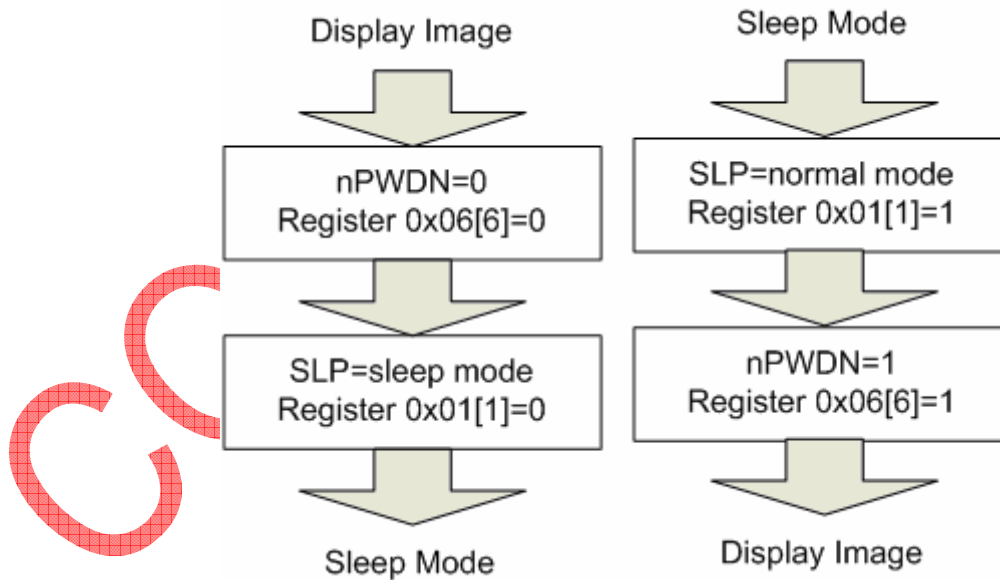 Display Image
nPWDN=0
Register 0x06[6]=0
SLP=sleep mode
Register 0x01[1]=0
Sleep Mode
Sleep Mode
SLP=normal mode
Register 0x01[1]=1
nPWDN=1
Register 0x06[6]=1
Display Image